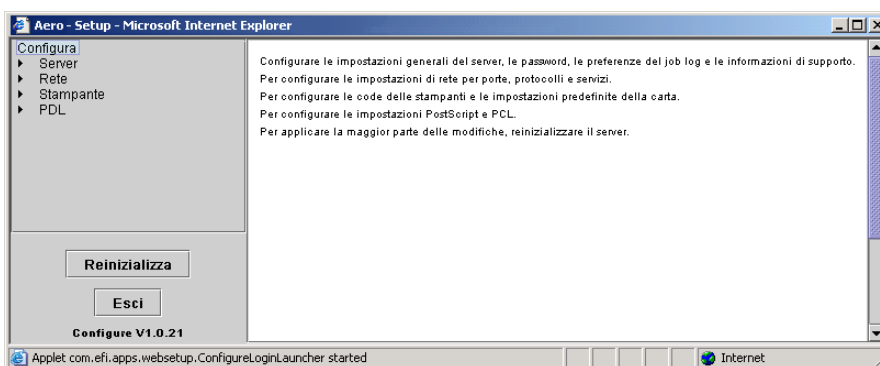 Aero - Setup - Microsoft Internet Explorer
Configura
Server
Rete
Stampante
PDL
Configurare le impostazioni generali del server, le password, le preferenze del job log e le informazioni di supporto.
Per configurare le impostazioni di rete per porte, protocolli e servizi.
Per configurare le code delle stampanti e le impostazioni predefinite della carta.
Per configurare le impostazioni PostScript e PCL.
Per applicare la maggior parte delle modifiche, reinizializzare il server.
Reinizializza
Esci
Configure V1.0.21
Applet com.efi.apps.websetup.ConfigureLoginLauncher started
Internet